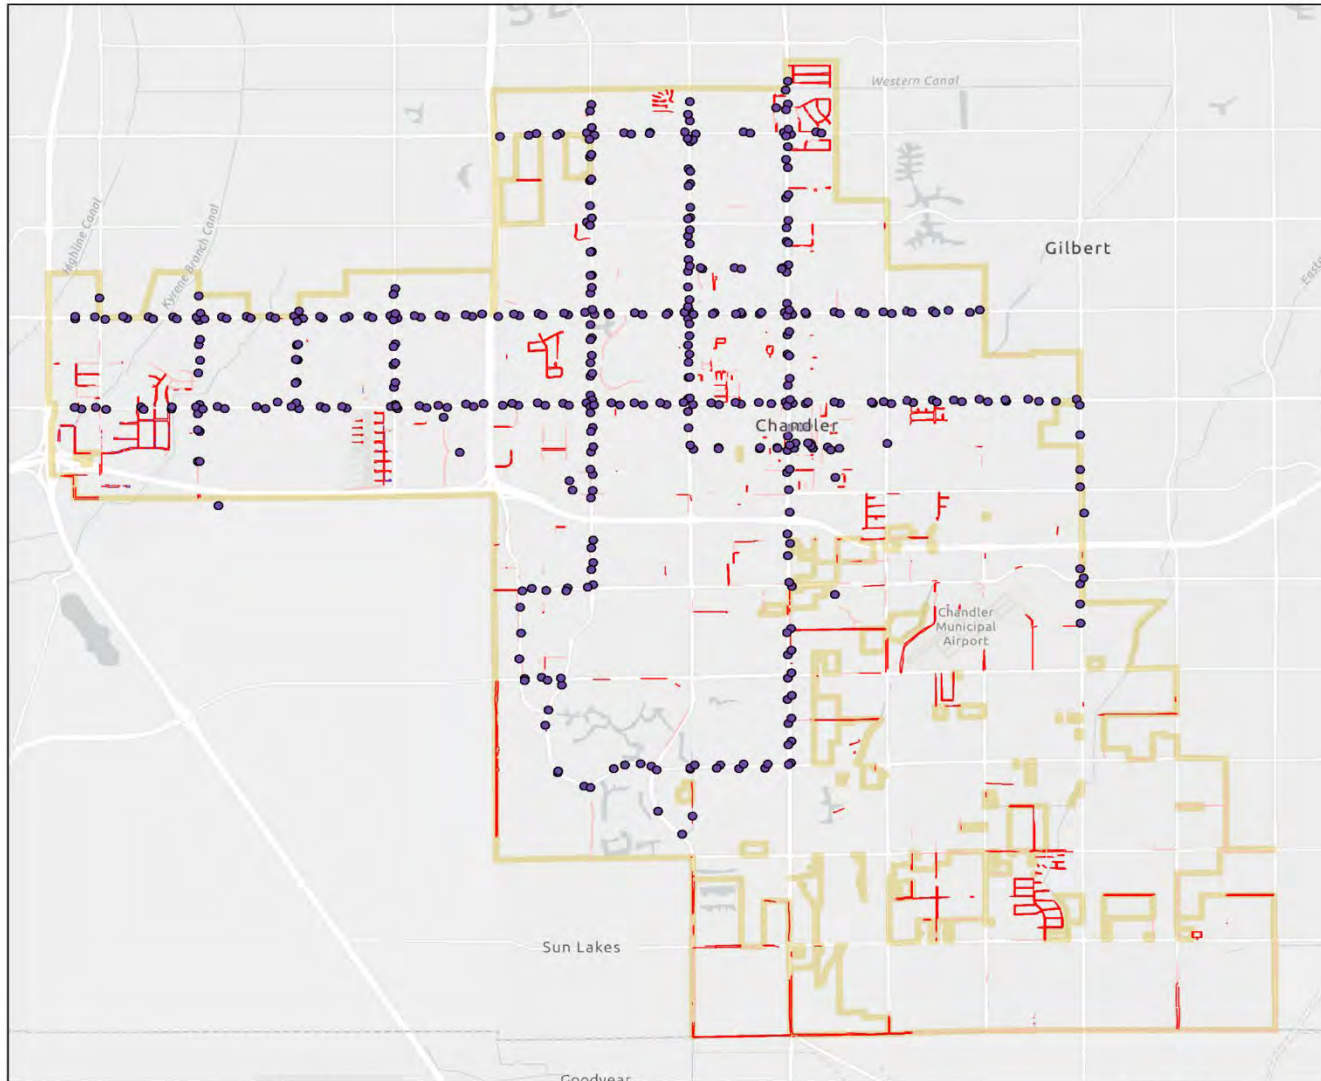 Western Canal
Highline Canal
Kyrene Branch Canal
Gilbert
Chandler
Chandler
Municipal
Airport
Sun Lakes
Goodyear